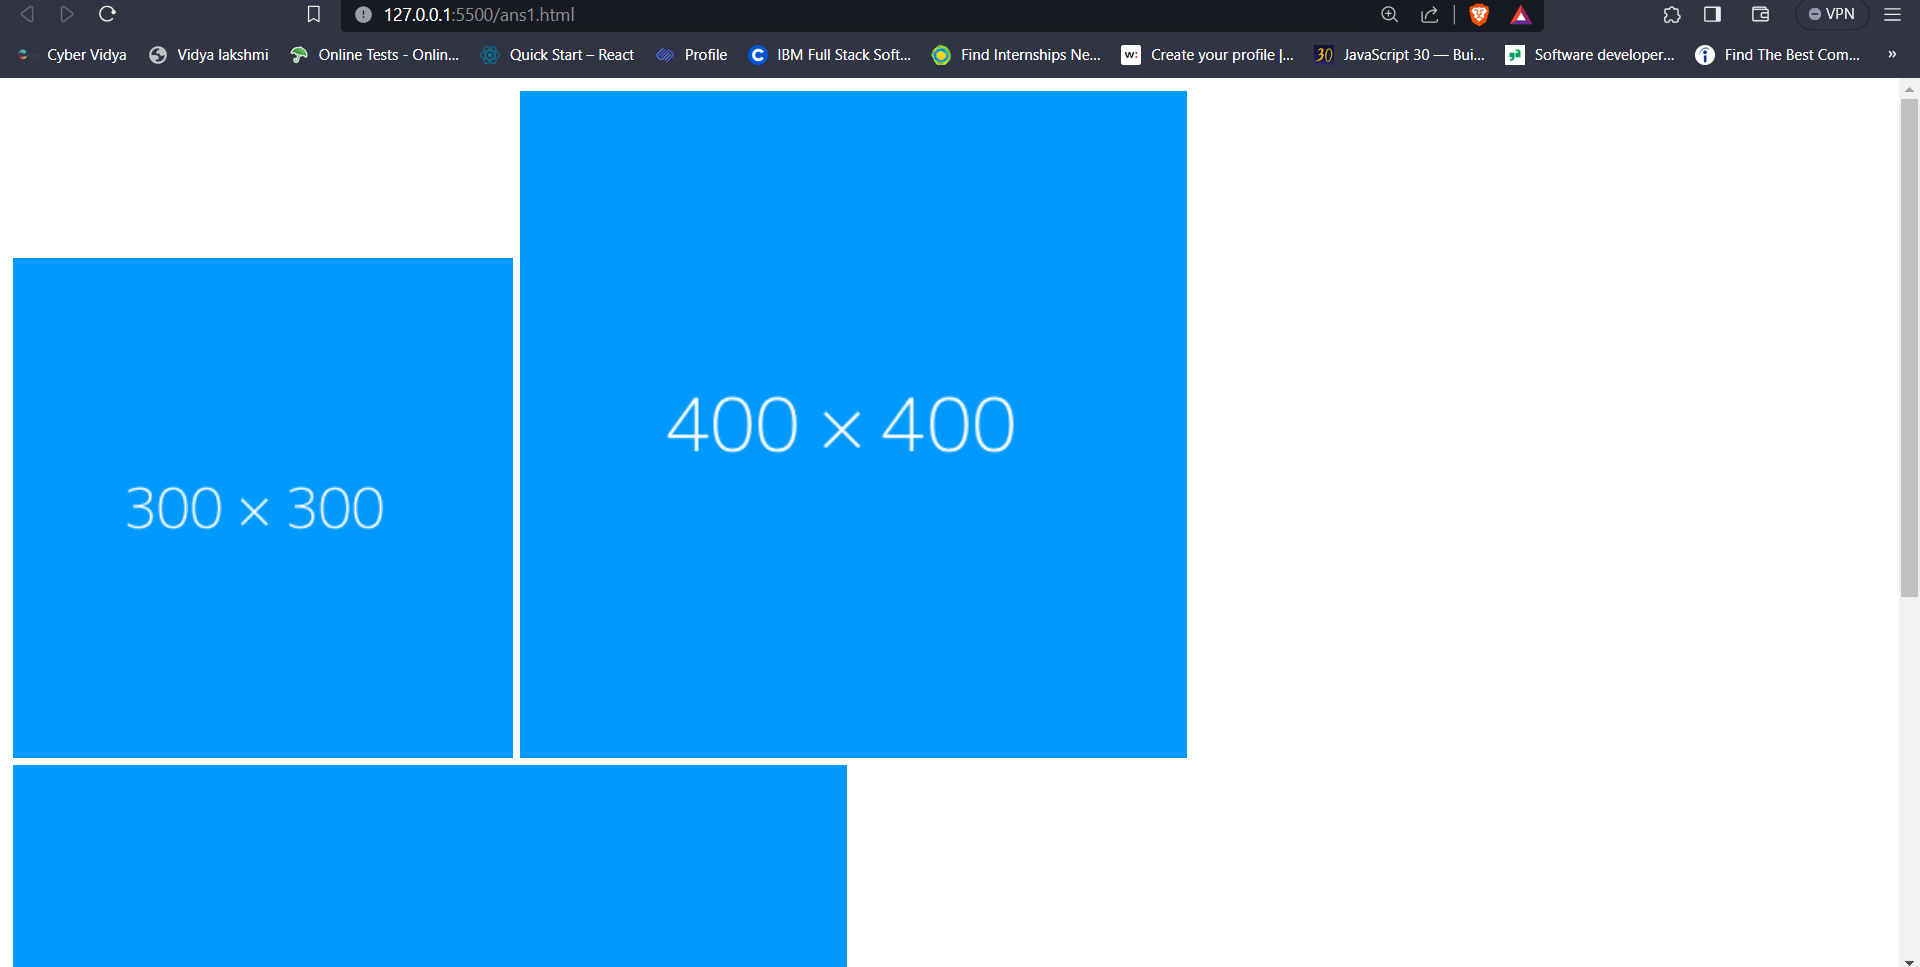 127.0.0.1:5500/ans1.html
VPN
Cyber Vidya
Vidya lakshmi
Online Tests - Onlin...
Quick Start – React
Profile
C
IBM Full Stack Soft...
Find Internships Ne...
w:
Create your profile |...
30
JavaScript 30 — Bui...
Software developer...
i
Find The Best Com...
»
400 × 400
300 × 300